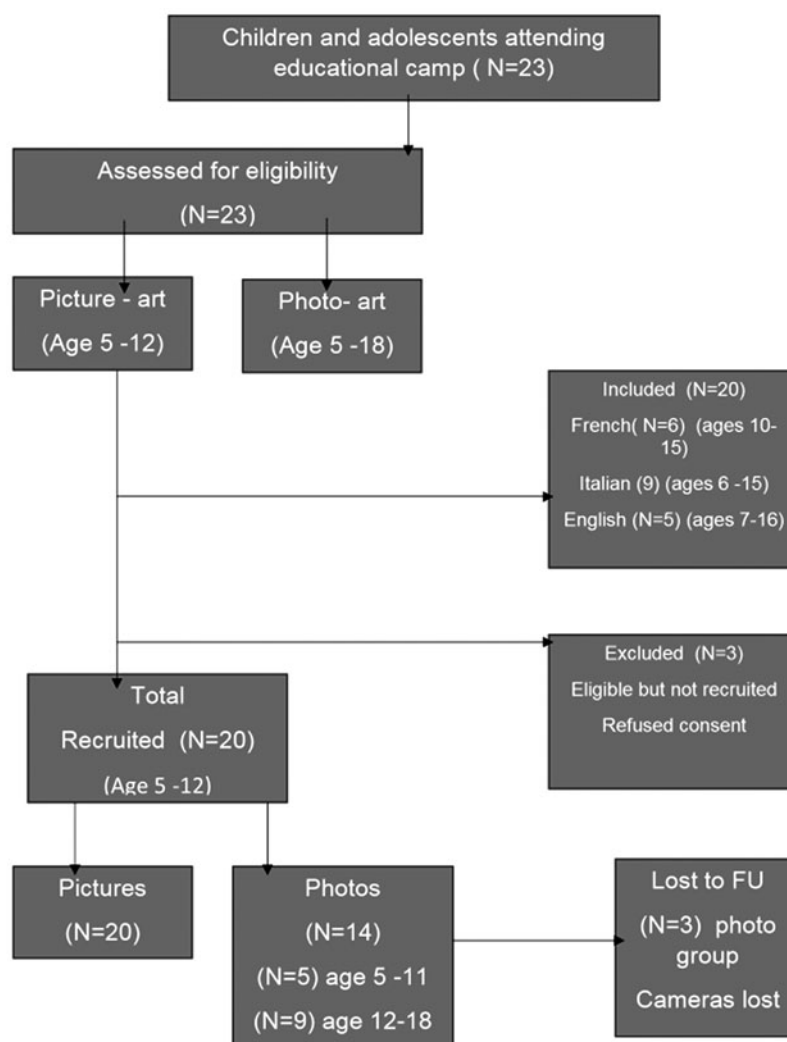 Children and adolescents attending
educational camp ( N=23)
Assessed for eligibility
(N=23)
Picture - art
(Age 5 -12)
Photo- art
(Age 5 -18)
Included (N=20)
French( N=6) (ages 10-
15)
Italian (9) (ages 6 -15)
English (N=5) (ages 7-16)
Excluded (N=3)
Eligible but not recruited
Refused consent
Total
Recruited (N=20)
(Age 5 -12)
Pictures
(N=20)
Photos
(N=14)
(N=5) age 5 -11
(N=9) age 12-18
Lost to FU
(N=3) photo
group
Cameras lost